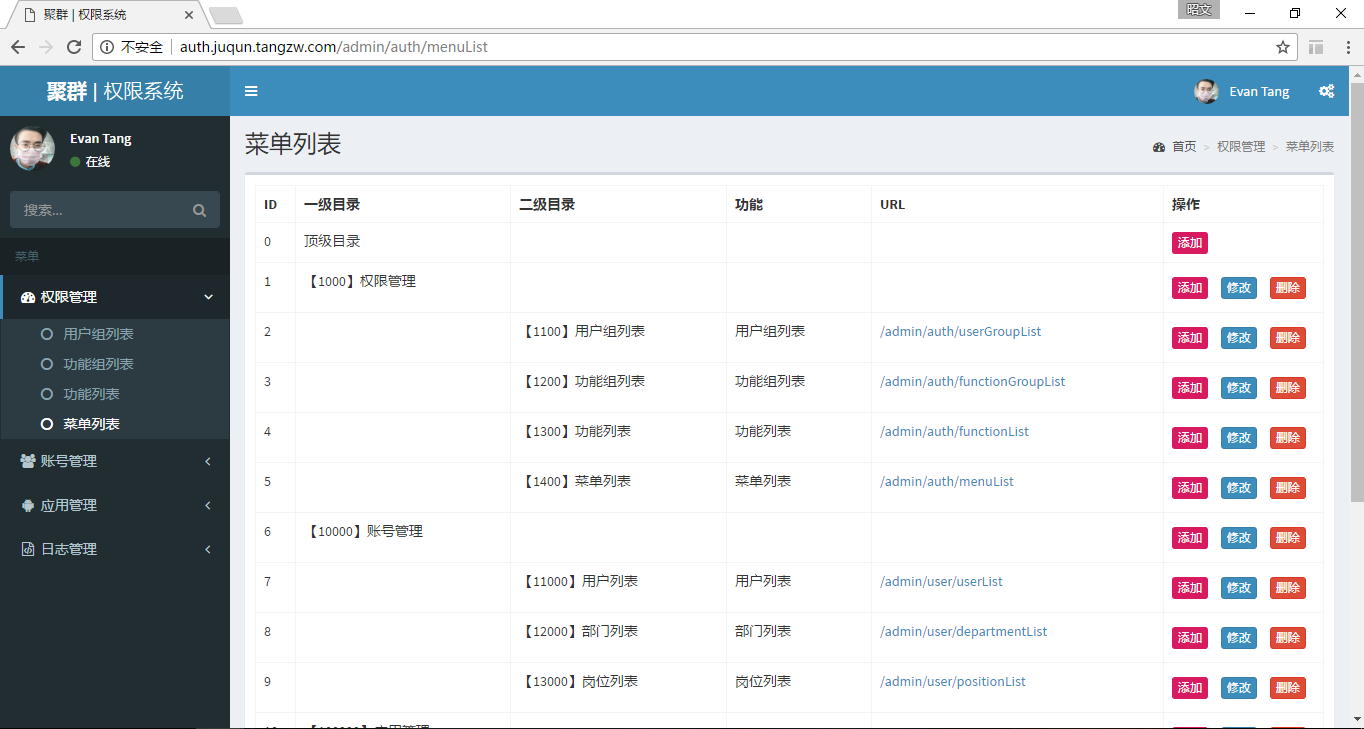 聚群 | 权限系统
昭文
不安全 auth.juqun.tangzw.com/admin/auth/menuList
聚群 | 权限系统
Evan Tang
Evan Tang
在线
搜索...
菜单
权限管理
用户组列表
功能组列表
功能列表
菜单列表
账号管理
应用管理
日志管理
菜单列表
首页 > 权限管理 > 菜单列表
ID 一级目录 二级目录 功能 URL 操作
0 顶级目录 添加
1 【1000】权限管理 添加 修改 删除
2 【1100】用户组列表 用户组列表 /admin/auth/userGroupList 添加 修改 删除
3 【1200】功能组列表 功能组列表 /admin/auth/functionGroupList 添加 修改 删除
4 【1300】功能列表 功能列表 /admin/auth/functionList 添加 修改 删除
5 【1400】菜单列表 菜单列表 /admin/auth/menuList 添加 修改 删除
6 【10000】账号管理 添加 修改 删除
7 【11000】用户列表 用户列表 /admin/user/userList 添加 修改 删除
8 【12000】部门列表 部门列表 /admin/user/departmentList 添加 修改 删除
9 【13000】岗位列表 岗位列表 /admin/user/positionList 添加 修改 删除